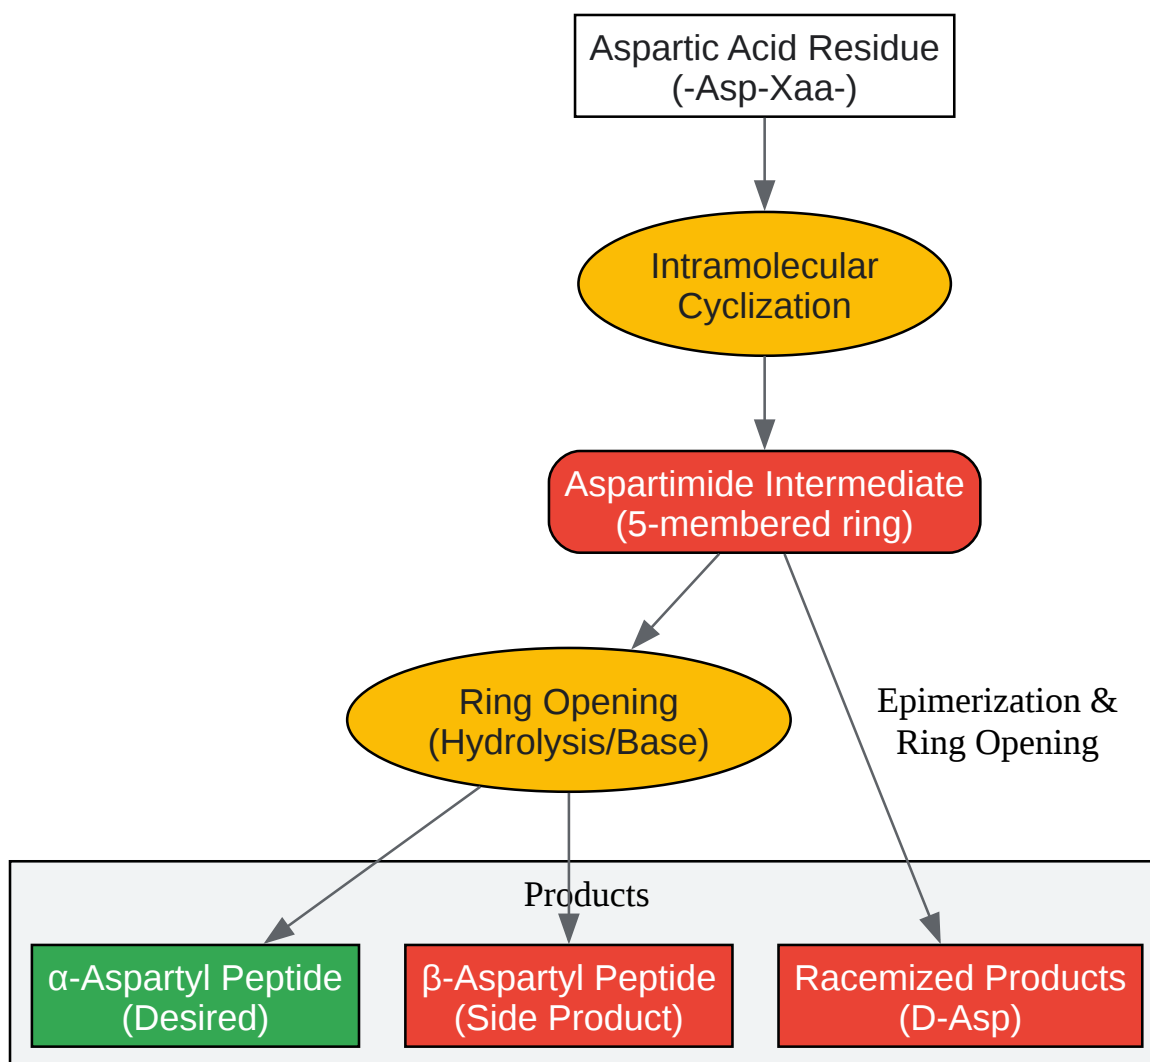 Aspartic Acid Residue
(-Asp-Xaa-)
Intramolecular
Cyclization
Aspartimide Intermediate
(5-membered ring)
Ring Opening
(Hydrolysis/Base)
Epimerization &
Ring Opening
Products
α-Aspartyl Peptide
(Desired)
β-Aspartyl Peptide
(Side Product)
Racemized Products
(D-Asp)